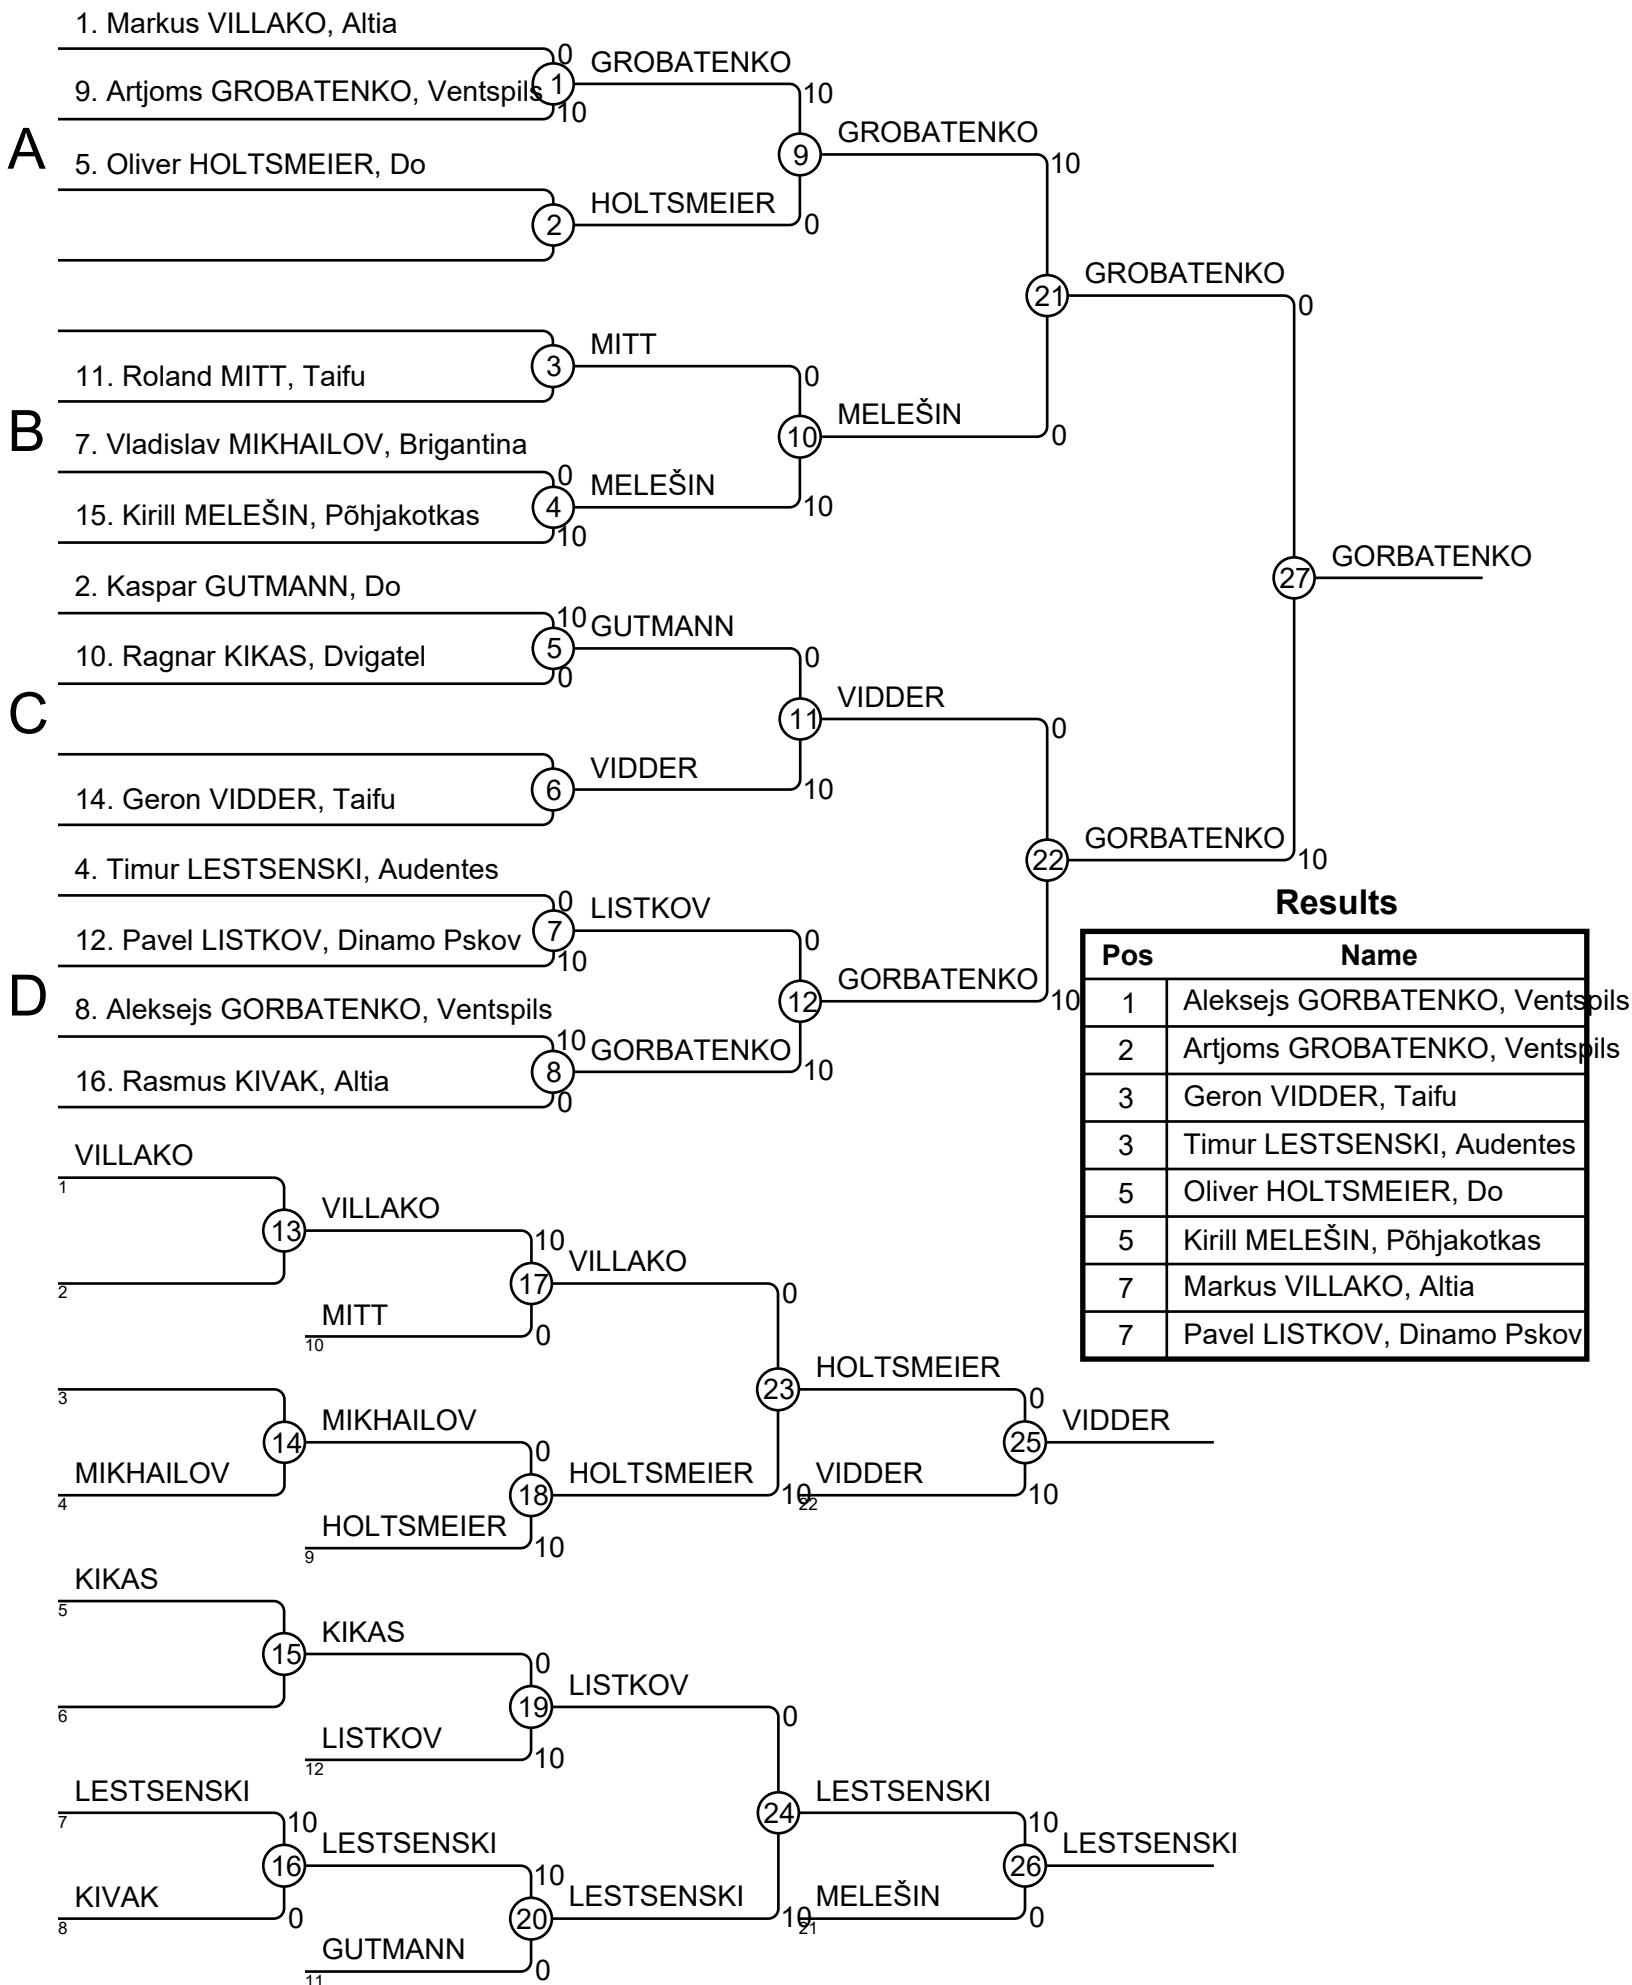 1. Markus VILLAKO, Altia
0
GROBATENKO
1
9. Artjoms GROBATENKO, Ventspils
10
10
GROBATENKO
A
9
10
5. Oliver HOLTSMEIER, Do
HOLTSMEIER
2
0
GROBATENKO
21
0
MITT
3
11. Roland MITT, Taifu
0
MELEŠIN
B
10
0
7. Vladislav MIKHAILOV, Brigantina
0
MELEŠIN
4
10
15. Kirill MELEŠIN, Põhjakotkas
10
GORBATENKO
27
2. Kaspar GUTMANN, Do
10
GUTMANN
5
10. Ragnar KIKAS, Dvigatel
0
0
VIDDER
C
11
0
VIDDER
6
10
14. Geron VIDDER, Taifu
GORBATENKO
22
10
4. Timur LESTSENSKI, Audentes
0
LISTKOV
7
12. Pavel LISTKOV, Dinamo Pskov
10
0
GORBATENKO
D
12
10
8. Aleksejs GORBATENKO, Ventspils
10
GORBATENKO
8
10
16. Rasmus KIVAK, Altia
0
Results
Pos Name
1 Aleksejs GORBATENKO, Ventspils
2 Artjoms GROBATENKO, Ventspils
3 Geron VIDDER, Taifu
3 Timur LESTSENSKI, Audentes
5 Oliver HOLTSMEIER, Do
5 Kirill MELEŠIN, Põhjakotkas
7 Markus VILLAKO, Altia
7 Pavel LISTKOV, Dinamo Pskov
VILLAKO
1
VILLAKO
13
10
VILLAKO
2
17
MITT
10
0
0
HOLTSMEIER
3
23
0
VIDDER
MIKHAILOV
14
25
0
MIKHAILOV
4
HOLTSMEIER
18
10
VIDDER
22
10
HOLTSMEIER
9
10
KIKAS
5
KIKAS
15
0
LISTKOV
6
19
0
LISTKOV
12
10
LESTSENSKI
7
10
LESTSENSKI
24
10
LESTSENSKI
16
LESTSENSKI
26
10
KIVAK
8
0
LESTSENSKI
20
10
MELEŠIN
21
0
GUTMANN
11
0